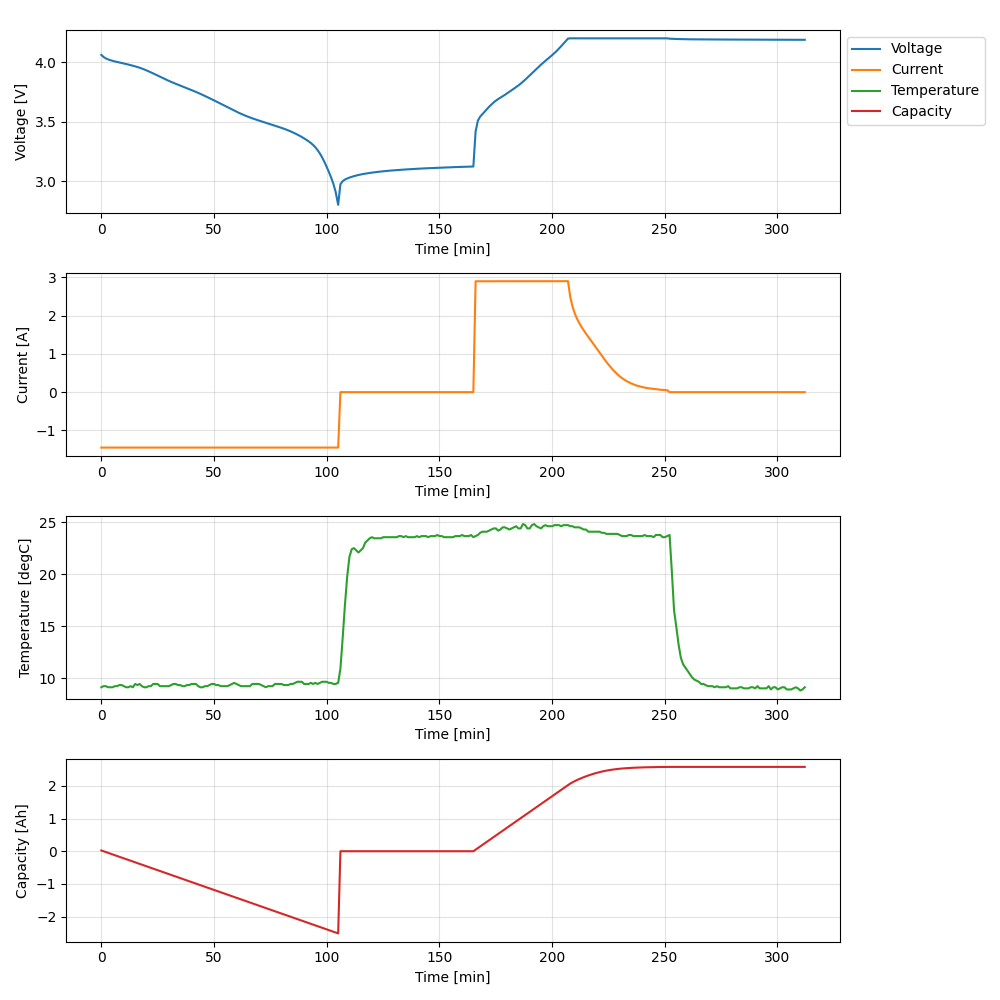 Voltage [V]
4.0
3.5
3.0
0 50 100 150 200 250 300
Time [min]
Voltage
Current
Temperature
Capacity
Current [A]
3
2
1
0
−1
0 50 100 150 200 250 300
Time [min]
Temperature [degC]
25
20
15
10
0 50 100 150 200 250 300
Time [min]
Capacity [Ah]
2
1
0
−1
−2
0 50 100 150 200 250 300
Time [min]